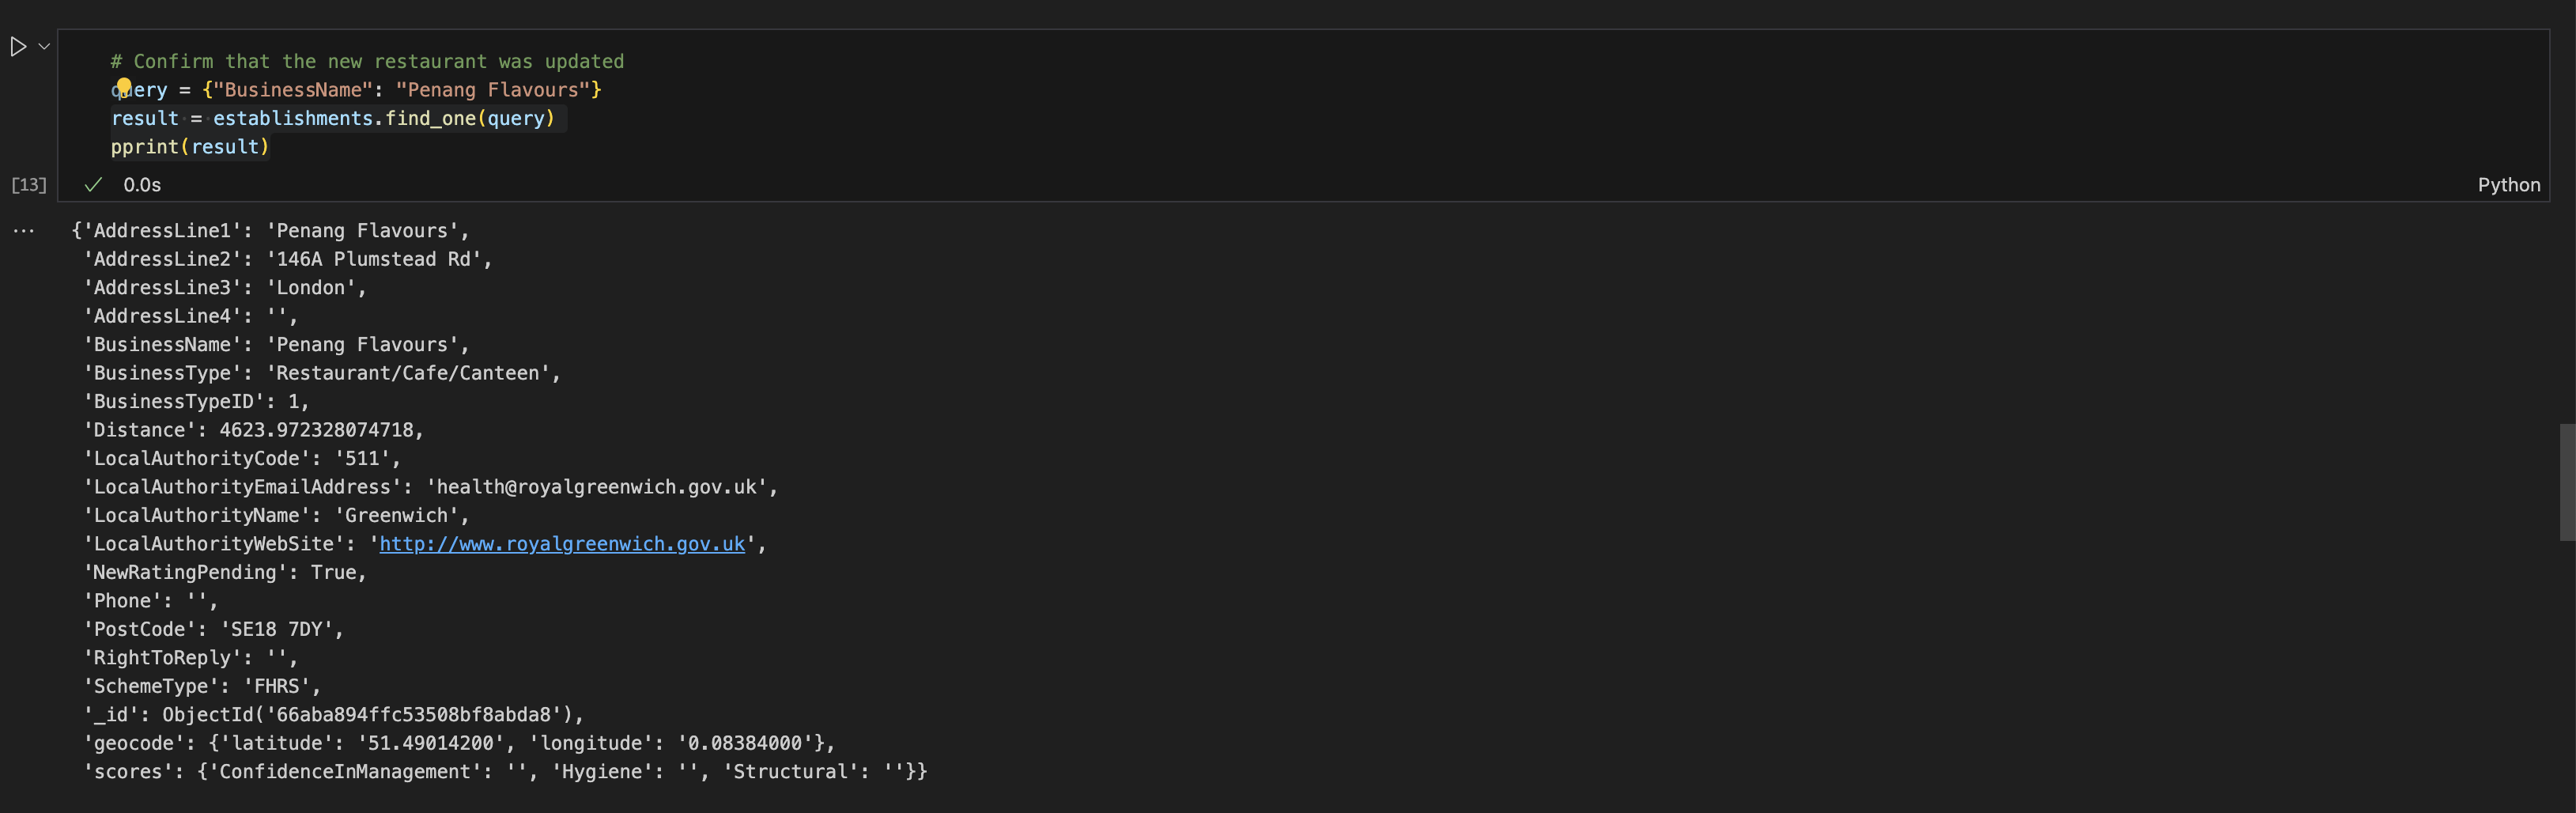 # Confirm that the new restaurant was updated
query = {"BusinessName": "Penang Flavours"}
result = establishments.find_one(query)
pprint(result)
[13]
0.0s
Python
...
{'AddressLine1': 'Penang Flavours',
'AddressLine2': '146A Plumstead Rd',
'AddressLine3': 'London',
'AddressLine4': '',
'BusinessName': 'Penang Flavours',
'BusinessType': 'Restaurant/Cafe/Canteen',
'BusinessTypeID': 1,
'Distance': 4623.972328074718,
'LocalAuthorityCode': '511',
'LocalAuthorityEmailAddress': 'health@royalgreenwich.gov.uk',
'LocalAuthorityName': 'Greenwich',
'LocalAuthorityWebSite': 'http://www.royalgreenwich.gov.uk',
'NewRatingPending': True,
'Phone': '',
'PostCode': 'SE18 7DY',
'RightToReply': '',
'SchemeType': 'FHRS',
'_id': ObjectId('66aba894ffc53508bf8abda8'),
'geocode': {'latitude': '51.49014200', 'longitude': '0.08384000'},
'scores': {'ConfidenceInManagement': '', 'Hygiene': '', 'Structural': ''}}